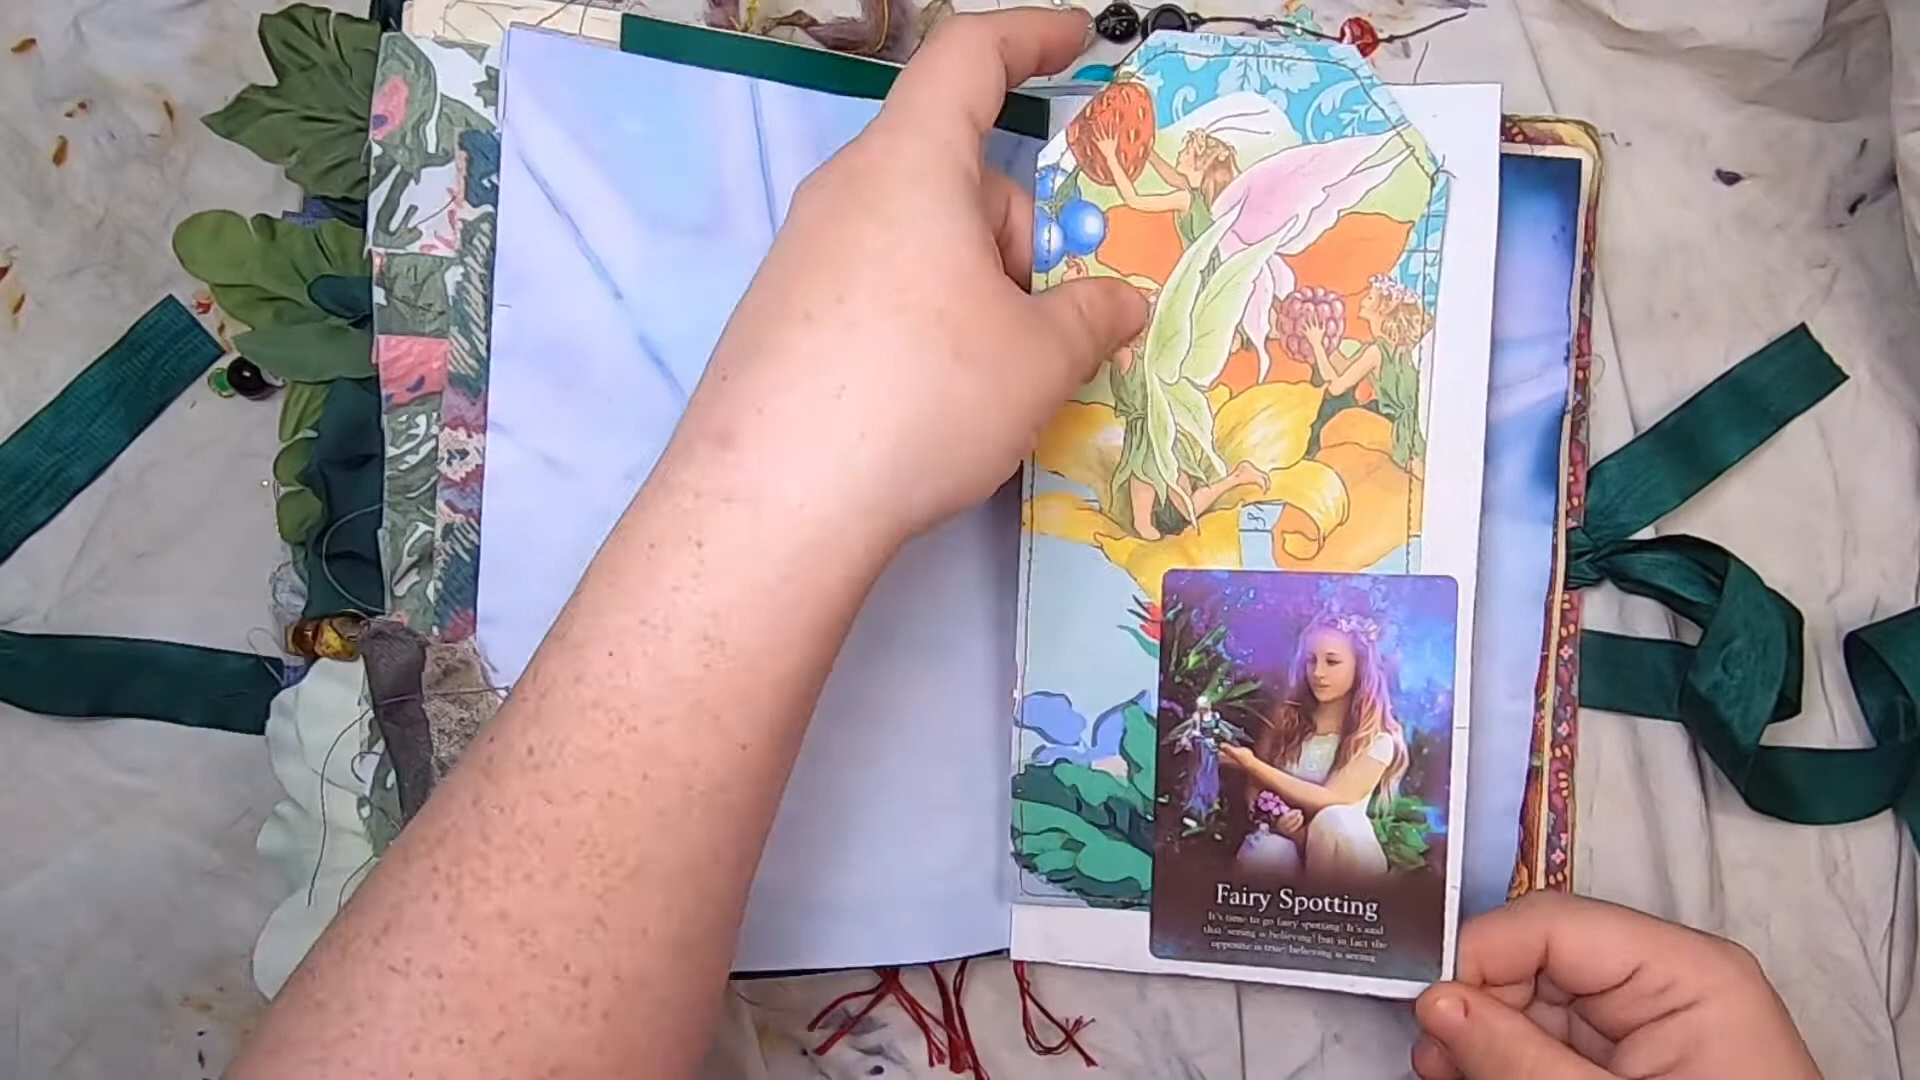 Fairy Spotting
It's time to go fairy spotting! It's said
that 'seeing is believing' but in fact the
opposite is true: believing is seeing